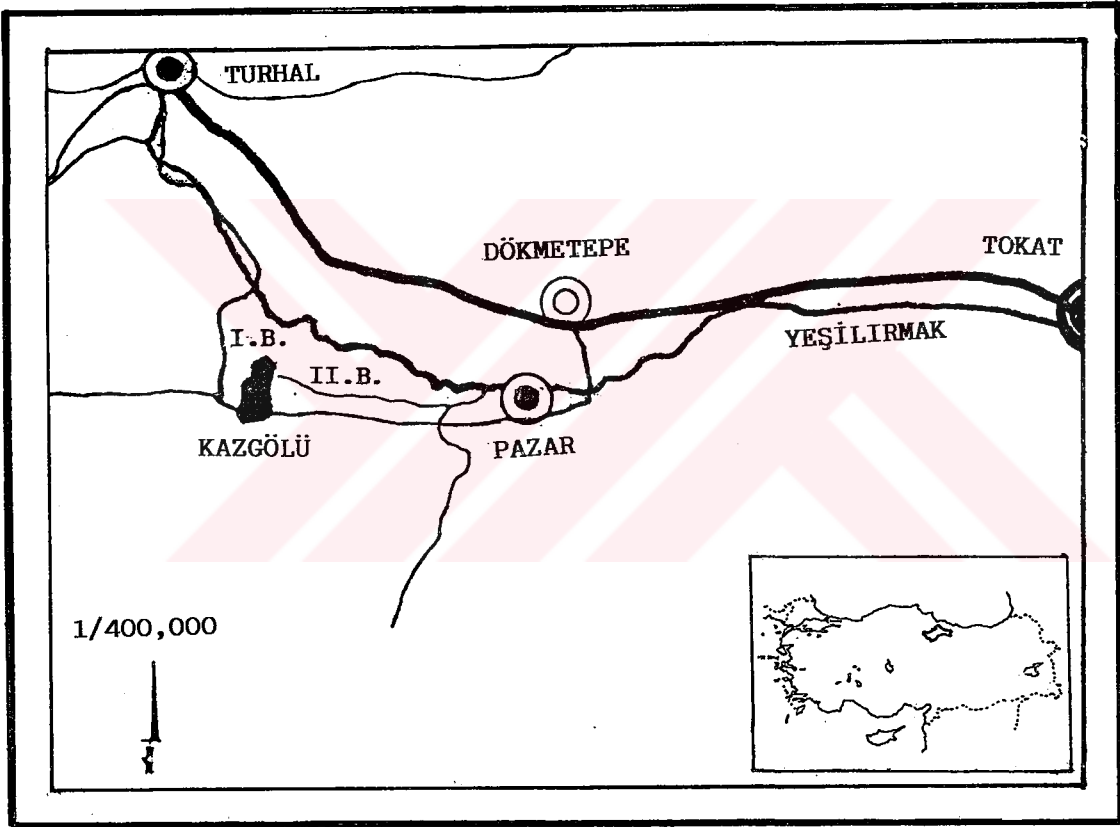 TURHAL
DÖKMETEPE
TOKAT
YEŞİLIRMAK
I.B.
II.B.
KAZGÖLÜ
PAZAR
1/400,000